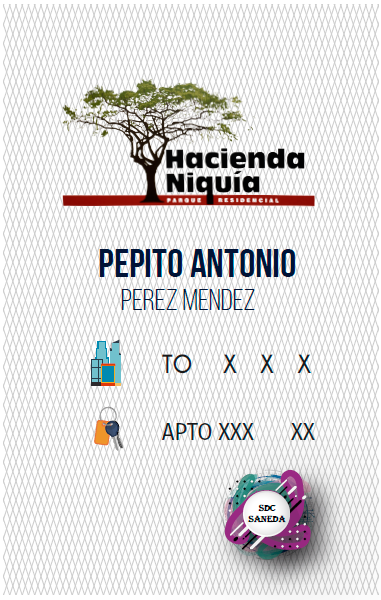 Hacienda
Niquía
PARQUE RESIDENCIAL
PEPITO ANTONIO
PEREZ MENDEZ
TO X X X
APTO XXX XX
SDC
SANEDA